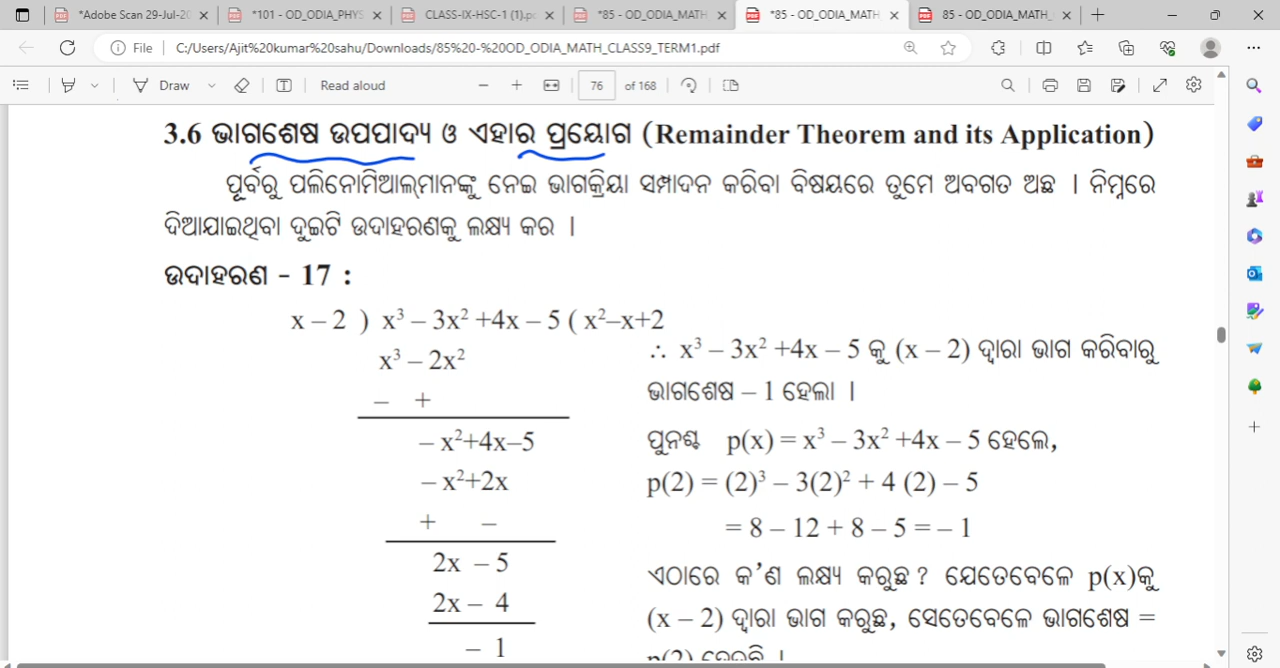 *Adobe Scan 29-Jul-20
*101 - OD_ODIA_PHYS
CLASS-IX-HSC-1 (1).p
*85 - OD_ODIA_MATH
*85 - OD_ODIA_MATH
85 - OD_ODIA_MATH
File C:/Users/Ajit%20kumar%20sahu/Downloads/85%20-%20OD_ODIA_MATH_CLASS9_TERM1.pdf
Draw Read aloud 76 of 168
3.6 ଭାଗଶେଷ ଉପପାଦ୍ୟ ଓ ଏହାର ପ୍ରୟୋଗ (Remainder Theorem and its Application)
ପୂର୍ବରୁ ପଲିନୋମିଆଲ୍‌ମାନଙ୍କୁ ନେଇ ଭାଗକ୍ରିୟା ସମ୍ପାଦନ କରିବା ବିଷୟରେ ତୁମେ ଅବଗତ ଅଛ । ନିମ୍ନରେ
ଦିଆଯାଇଥିବା ଦୁଇଟି ଉଦାହରଣକୁ ଲକ୍ଷ୍ୟ କର ।
ଉଦାହରଣ - 17 :
x – 2 ) x³ – 3x² +4x – 5 ( x²–x+2
x³ – 2x²
– +
– x²+4x–5
– x²+2x
+ –
2x – 5
2x – 4
– 1
∴ x³ – 3x² +4x – 5 କୁ (x – 2) ଦ୍ୱାରା ଭାଗ କରିବାରୁ
ଭାଗଶେଷ – 1 ହେଲା ।
ପୁନଶ୍ଚ p(x) = x³ – 3x² +4x – 5 ହେଲେ,
p(2) = (2)³ – 3(2)² + 4 (2) – 5
= 8 – 12 + 8 – 5 = – 1
ଏଠାରେ କ'ଣ ଲକ୍ଷ୍ୟ କରୁଛ ? ଯେତେବେଳେ p(x)କୁ
(x – 2) ଦ୍ୱାରା ଭାଗ କରୁଛ, ସେତେବେଳେ ଭାଗଶେଷ =
p(2) ହେଉଛି ।